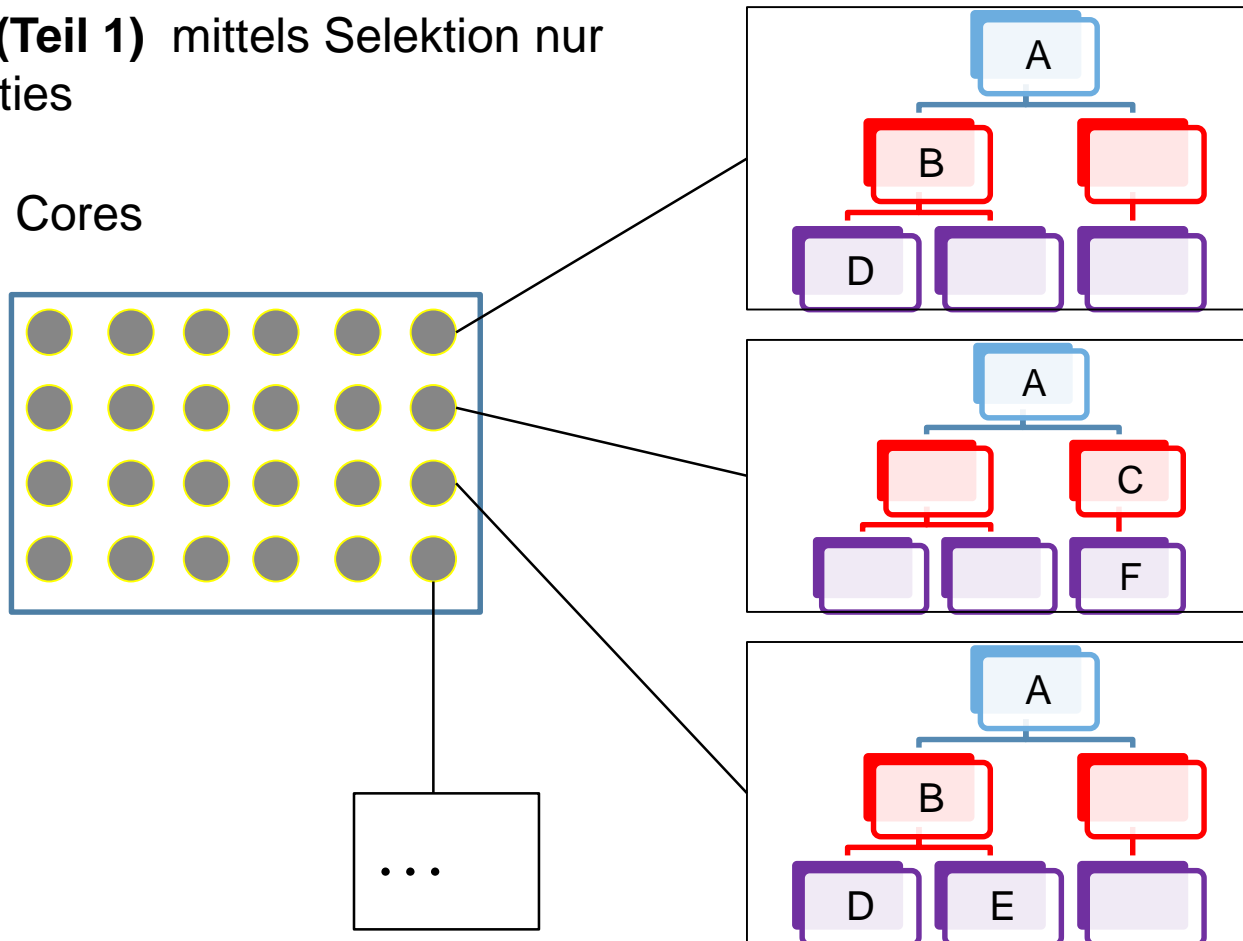 (Teil 1) mittels Selektion nur
ties
Cores
A
B
D
A
C
F
A
B
D E
...